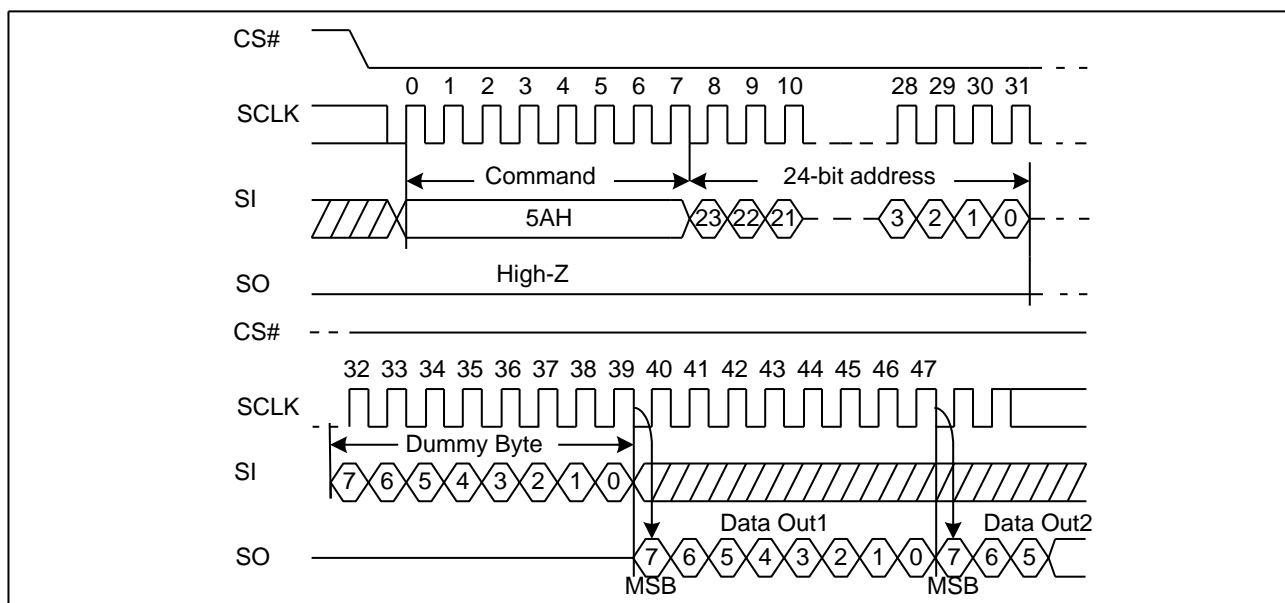 CS#
0 1 2 3 4 5 6 7 8 9 10 28 29 30 31
SCLK
Command 24-bit address
SI
5AH 23 22 21 3 2 1 0
High-Z
SO
CS#
32 33 34 35 36 37 38 39 40 41 42 43 44 45 46 47
SCLK
Dummy Byte
SI 7 6 5 4 3 2 1 0
Data Out1 Data Out2
SO 7 6 5 4 3 2 1 0 7 6 5
MSB MSB